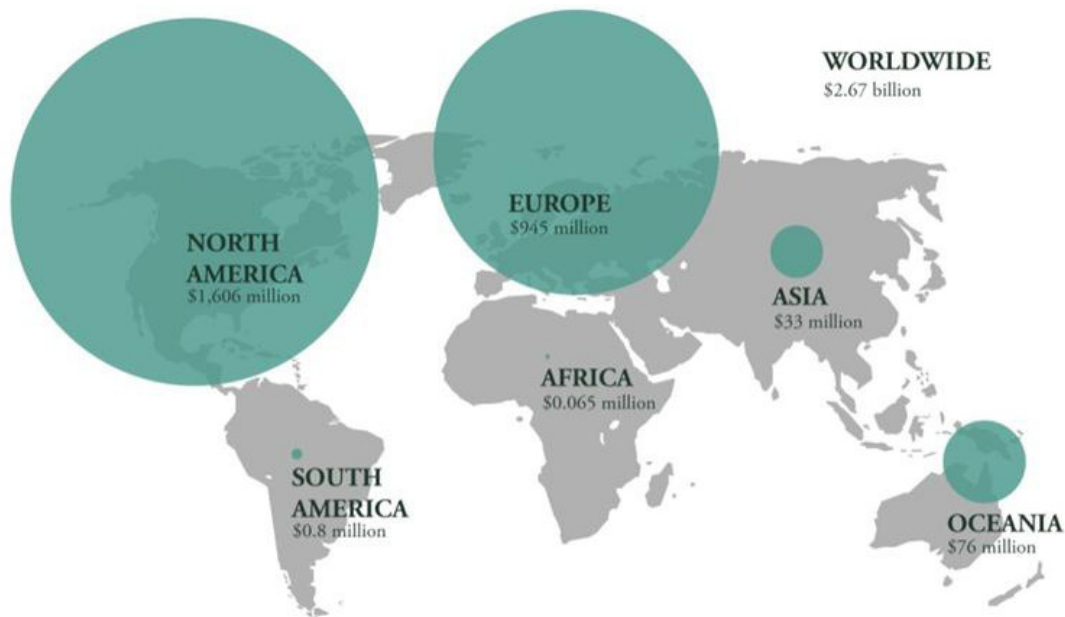 WORLDWIDE
$2.67 billion
NORTH
AMERICA
$1,606 million
EUROPE
$945 million
ASIA
$33 million
AFRICA
$0.065 million
SOUTH
AMERICA
$0.8 million
OCEANIA
$76 million